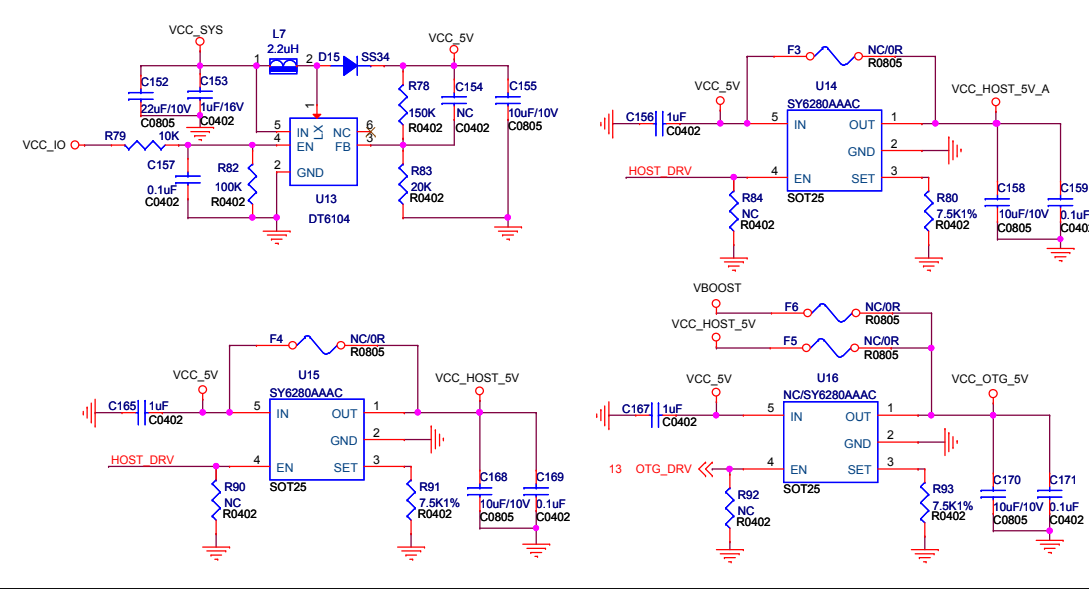 VCC_SYS
L7
2.2uH
1
2
D15
SS34
VCC_5V
C152
22uF/10V
C0805
C153
1uF/16V
C0402
R78
150K
R0402
C154
NC
C0402
C155
10uF/10V
C0805
VCC_IO
R79
10K
C157
0.1uF
C0402
R82
100K
R0402
1
5
4
2
6
3
IN
EN
GND
LX
NC
FB
U13
DT6104
R83
20K
R0402
F3
NC/0R
R0805
U14
SY6280AAAC
VCC_5V
C156
1uF
C0402
5
IN
OUT
1
GND
2
HOST_DRV
4
EN
SET
3
SOT25
R84
NC
R0402
R80
7.5K1%
R0402
VCC_HOST_5V_A
C158
10uF/10V
C0805
C159
0.1uF
C0402
F4
NC/0R
R0805
U15
SY6280AAAC
VCC_5V
C165
1uF
C0402
5
IN
OUT
1
GND
2
HOST_DRV
4
EN
SET
3
SOT25
R90
NC
R0402
R91
7.5K1%
R0402
VCC_HOST_5V
C168
10uF/10V
C0805
C169
0.1uF
C0402
VBOOST
F6
NC/0R
R0805
VCC_HOST_5V
F5
NC/0R
R0805
U16
NC/SY6280AAAC
VCC_5V
C167
1uF
C0402
5
IN
OUT
1
GND
2
13 OTG_DRV
4
EN
SET
3
SOT25
R92
NC
R0402
R93
7.5K1%
R0402
VCC_OTG_5V
C170
10uF/10V
C0805
C171
0.1uF
C0402